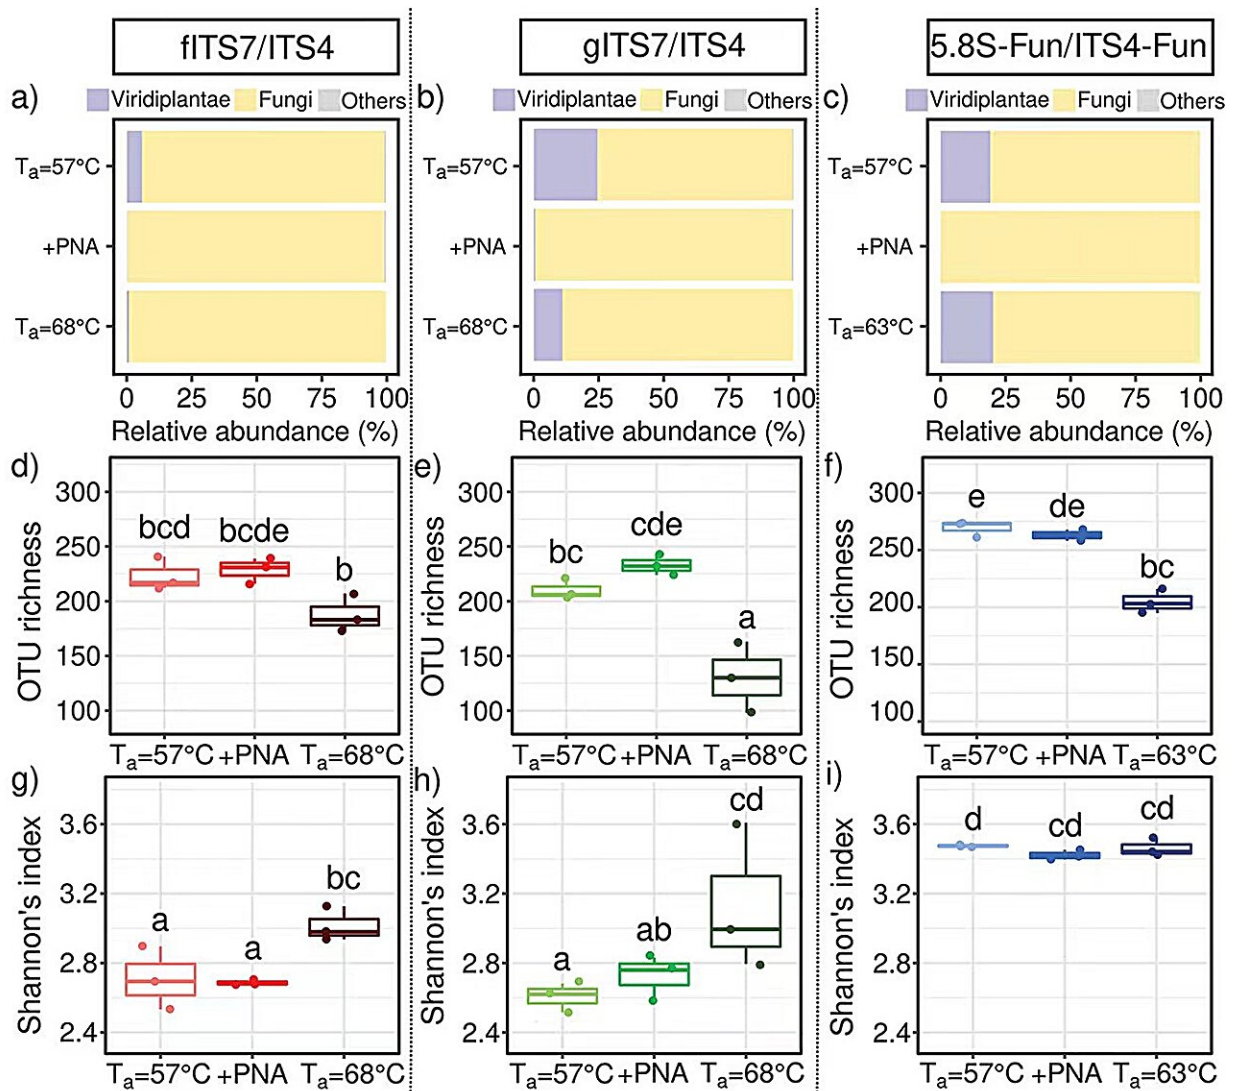 fITS7/ITS4
gITS7/ITS4
5.8S-Fun/ITS4-Fun
a)
Viridiplantae Fungi Others
Ta=57°C
+PNA
Ta=68°C
0 25 50 75 100
Relative abundance (%)
b)
Viridiplantae Fungi Others
Ta=57°C
+PNA
Ta=68°C
0 25 50 75 100
Relative abundance (%)
c)
Viridiplantae Fungi Others
Ta=57°C
+PNA
Ta=63°C
0 25 50 75 100
Relative abundance (%)
d)
OTU richness
300
250
200
150
100
bcd
bcde
b
Ta=57°C +PNA Ta=68°C
e)
OTU richness
300
250
200
150
100
bc
cde
a
Ta=57°C +PNA Ta=68°C
f)
OTU richness
300
250
200
150
100
e
de
bc
Ta=57°C +PNA Ta=63°C
g)
Shannon's index
3.6
3.2
2.8
2.4
a
a
bc
Ta=57°C +PNA Ta=68°C
h)
Shannon's index
3.6
3.2
2.8
2.4
a
ab
cd
Ta=57°C +PNA Ta=68°C
i)
Shannon's index
3.6
3.2
2.8
2.4
d
cd
cd
Ta=57°C +PNA Ta=63°C